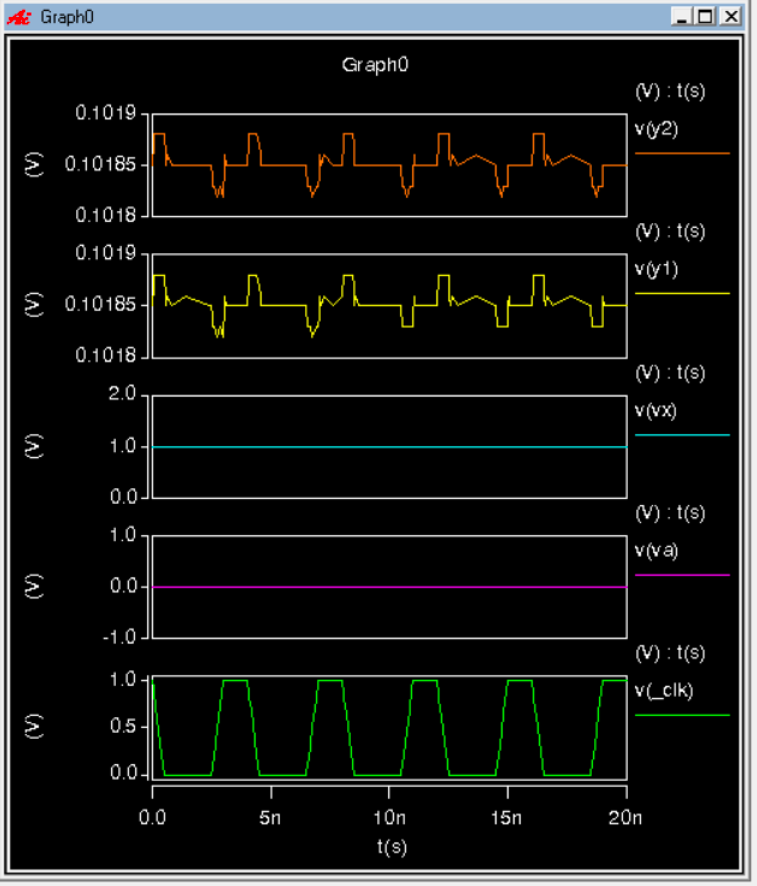 Graph0
Graph0
(V) : t(s)
v(y2)
(V)
0.1019
0.10185
0.1018
(V) : t(s)
v(y1)
(V)
0.1019
0.10185
0.1018
(V) : t(s)
v(vx)
(V)
2.0
1.0
0.0
(V) : t(s)
v(va)
(V)
1.0
0.0
-1.0
(V) : t(s)
v(_clk)
(V)
1.0
0.5
0.0
0.0 5n 10n 15n 20n
t(s)